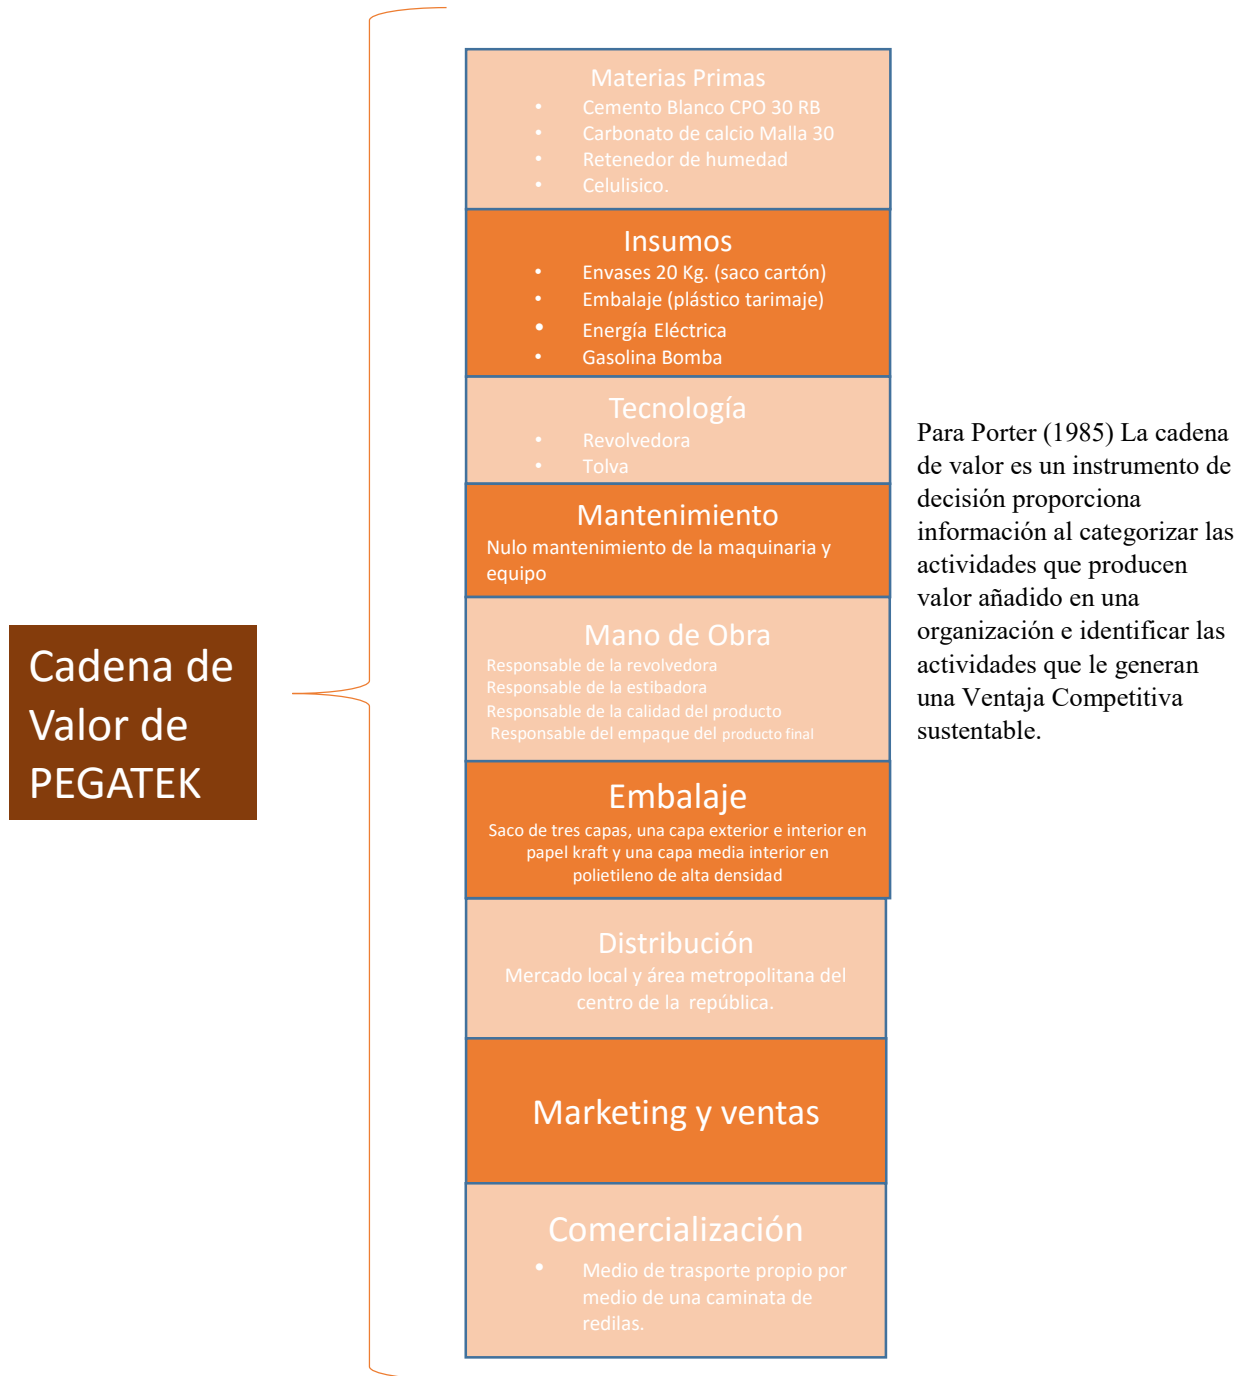 Materias Primas
• Cemento Blanco CPO 30 RB
• Carbonato de calcio Malla 30
• Retenedor de humedad
• Celulisico.
Insumos
• Envases 20 Kg. (saco cartón)
• Embalaje (plástico tarimaje)
• Energía Eléctrica
• Gasolina Bomba
Tecnología
• Revolvedora
• Tolva
Mantenimiento
Nulo mantenimiento de la maquinaria y
equipo
Mano de Obra
Responsable de la revolvedora
Responsable de la estibadora
Responsable de la calidad del producto
Responsable del empaque del producto final
Embalaje
Saco de tres capas, una capa exterior e interior en
papel kraft y una capa media interior en
polietileno de alta densidad
Distribución
Mercado local y área metropolitana del
centro de la república.
Marketing y ventas
Comercialización
• Medio de trasporte propio por
medio de una caminata de
redilas.
Cadena de
Valor de
PEGATEK
Para Porter (1985) La cadena
de valor es un instrumento de
decisión proporciona
información al categorizar las
actividades que producen
valor añadido en una
organización e identificar las
actividades que le generan
una Ventaja Competitiva
sustentable.